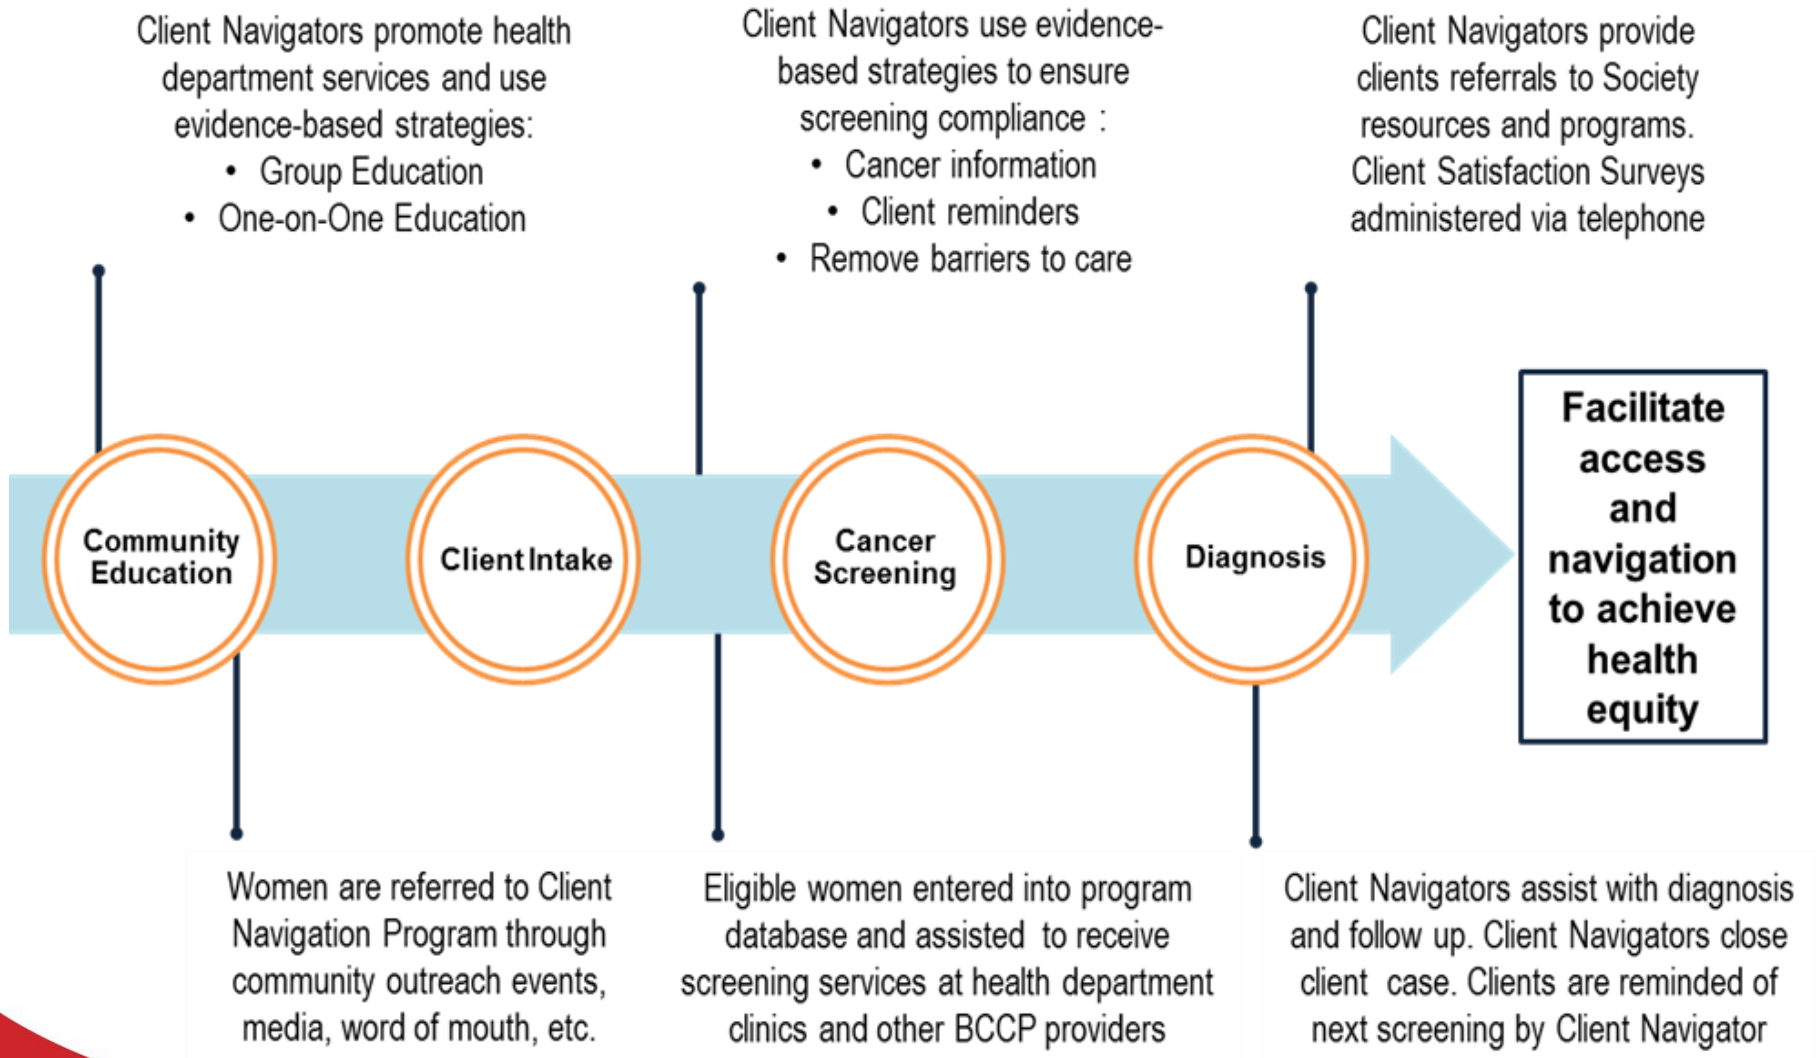 Client Navigators promote health
department services and use
evidence-based strategies:
• Group Education
• One-on-One Education
Client Navigators use evidence-
based strategies to ensure
screening compliance :
• Cancer information
• Client reminders
• Remove barriers to care
Client Navigators provide
clients referrals to Society
resources and programs.
Client Satisfaction Surveys
administered via telephone
Community
Education
Client Intake
Cancer
Screening
Diagnosis
Facilitate
access
and
navigation
to achieve
health
equity
Women are referred to Client
Navigation Program through
community outreach events,
media, word of mouth, etc.
Eligible women entered into program
database and assisted to receive
screening services at health department
clinics and other BCCP providers
Client Navigators assist with diagnosis
and follow up. Client Navigators close
client case. Clients are reminded of
next screening by Client Navigator